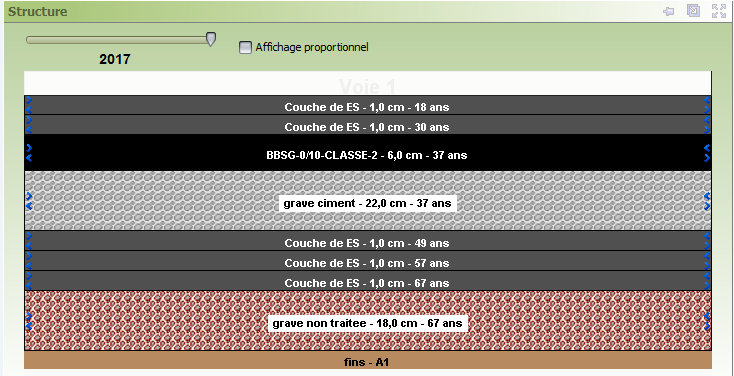 Structure
2017
Affichage proportionnel
Voie 1
Couche de ES - 1,0 cm - 18 ans
Couche de ES - 1,0 cm - 30 ans
BBSG-0/10-CLASSE-2 - 6,0 cm - 37 ans
grave ciment - 22,0 cm - 37 ans
Couche de ES - 1,0 cm - 49 ans
Couche de ES - 1,0 cm - 57 ans
Couche de ES - 1,0 cm - 67 ans
grave non traitee - 18,0 cm - 67 ans
fins - A1